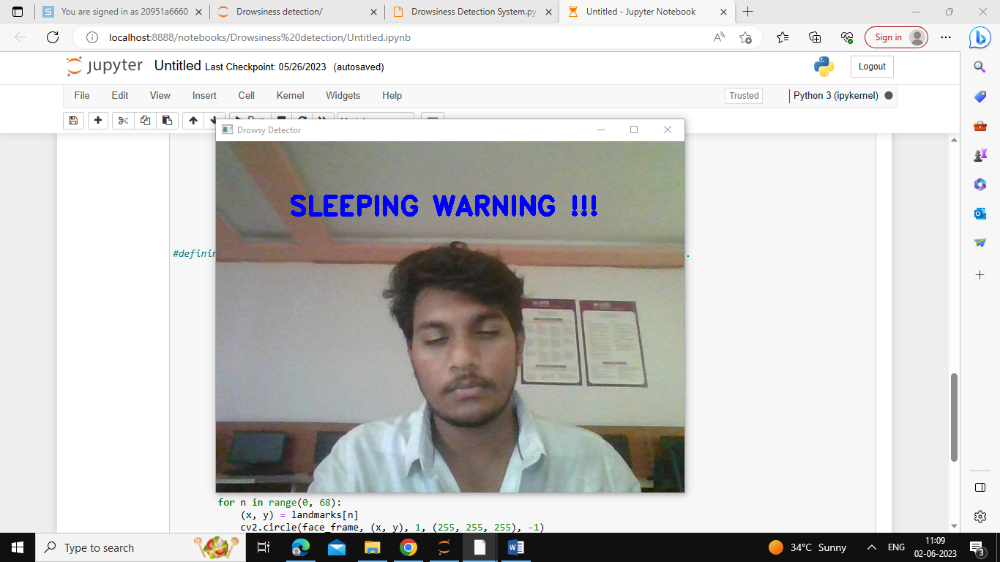 You are signed in as 20951a6660
Drowsiness detection/
Drowsiness Detection System.py
Untitled - Jupyter Notebook
localhost:8888/notebooks/Drowsiness%20detection/Untitled.ipynb
Sign in
jupyter Untitled Last Checkpoint: 05/26/2023 (autosaved)
Logout
File Edit View Insert Cell Kernel Widgets Help
Trusted
Python 3 (ipykernel)
Drowsy Detector
SLEEPING WARNING !!!
for n in range(0, 68):
(x, y) = landmarks[n]
cv2.circle(face_frame, (x, y), 1, (255, 255, 255), -1)
Type to search
34°C Sunny
ENG
11:09
02-06-2023
3